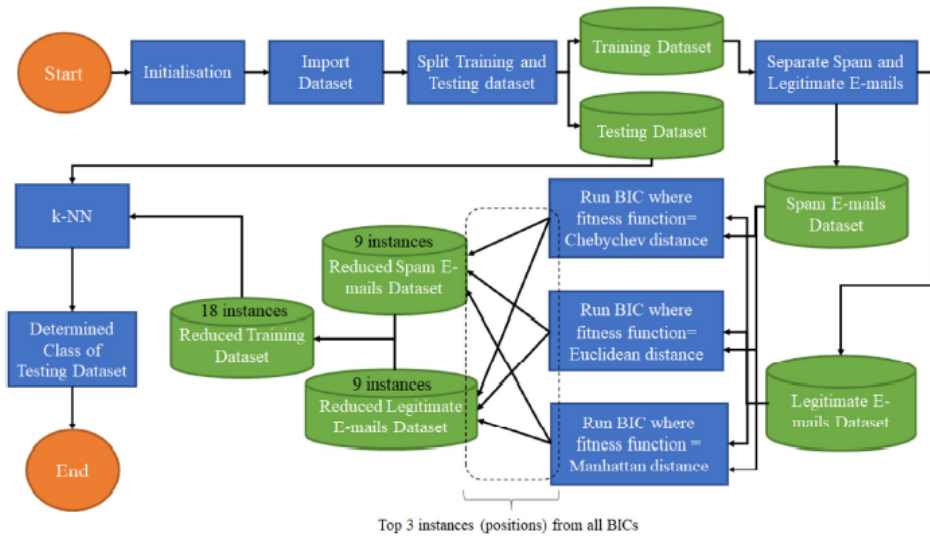 Start
Initialisation
Import
Dataset
Split Training and
Testing dataset
Training Dataset
Testing Dataset
Separate Spam and
Legitimate E-mails
Spam E-mails
Dataset
Legitimate E-
mails Dataset
Run BIC where
fitness function=
Chebychev distance
Run BIC where
fitness function=
Euclidean distance
Run BIC where
fitness function =
Manhattan distance
9 instances
Reduced Spam E-
mails Dataset
9 instances
Reduced Legitimate
E-mails Dataset
18 instances
Reduced Training
Dataset
k-NN
Determined
Class of
Testing Dataset
End
Top 3 instances (positions) from all BICs